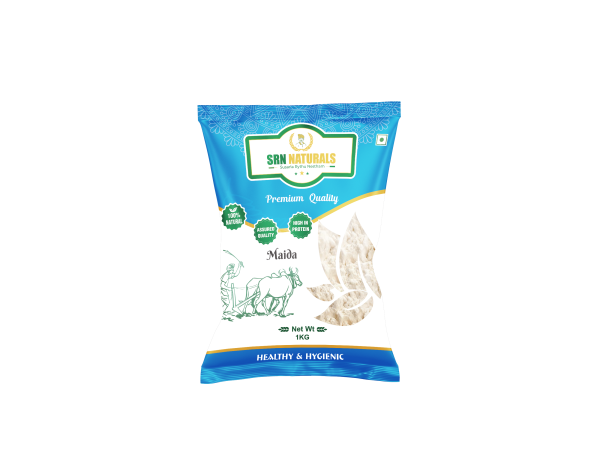 SRN NATURALS
Premium Quality
100%
NATURAL
ASSURED
QUALITY
HIGH IN
PROTEIN
Maida
Net Wt
1KG
HEALTHY & HYGIENIC